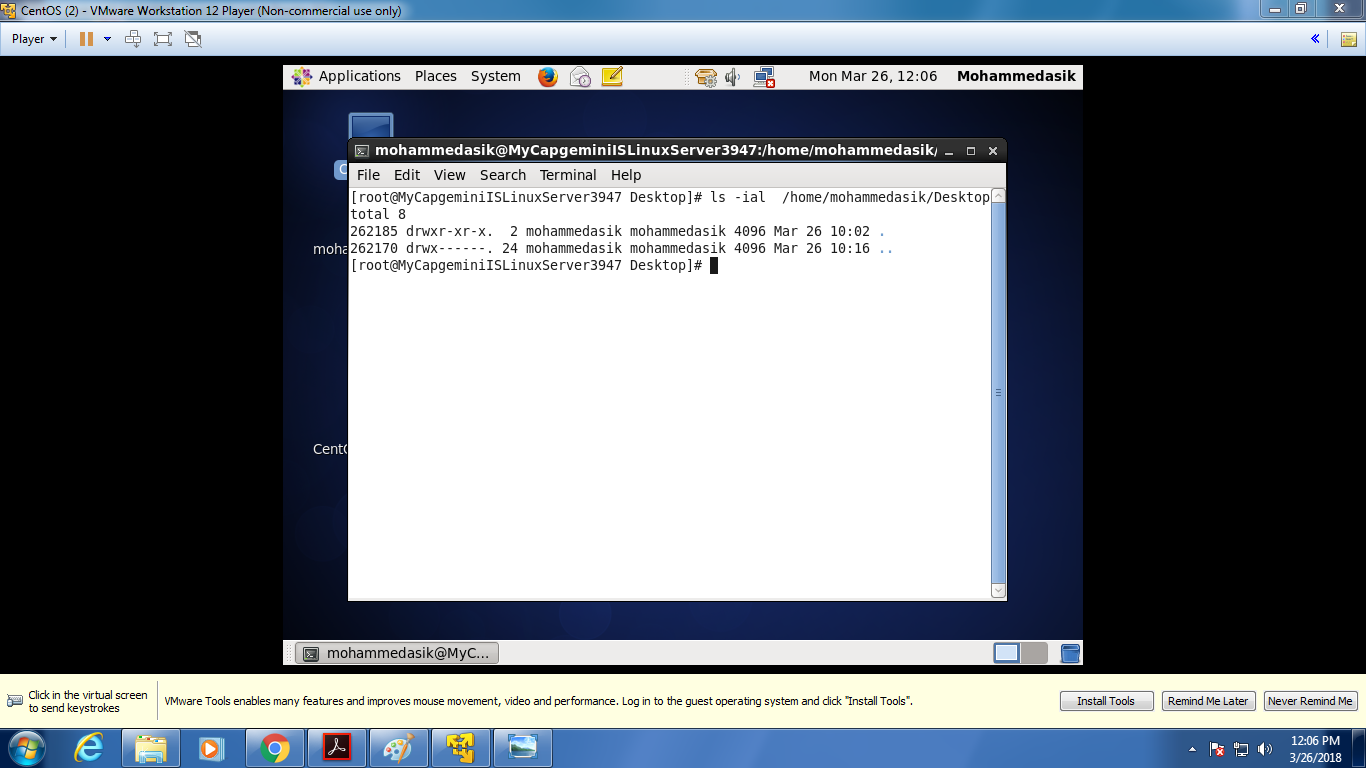 CentOS (2) - VMware Workstation 12 Player (Non-commercial use only)
Player
Applications Places System Mon Mar 26, 12:06 Mohammedasik
mohammedasik@MyCapgeminiISLinuxServer3947:/home/mohammedasik/
File Edit View Search Terminal Help
[root@MyCapgeminiISLinuxServer3947 Desktop]# ls -ial  /home/mohammedasik/Desktop
total 8
262185 drwxr-xr-x.  2 mohammedasik mohammedasik 4096 Mar 26 10:02 .
262170 drwx------. 24 mohammedasik mohammedasik 4096 Mar 26 10:16 ..
[root@MyCapgeminiISLinuxServer3947 Desktop]#
C
moha
CentO
mohammedasik@MyC...
Click in the virtual screen
to send keystrokes
VMware Tools enables many features and improves mouse movement, video and performance. Log in to the guest operating system and click "Install Tools".
Install Tools Remind Me Later Never Remind Me
12:06 PM
3/26/2018